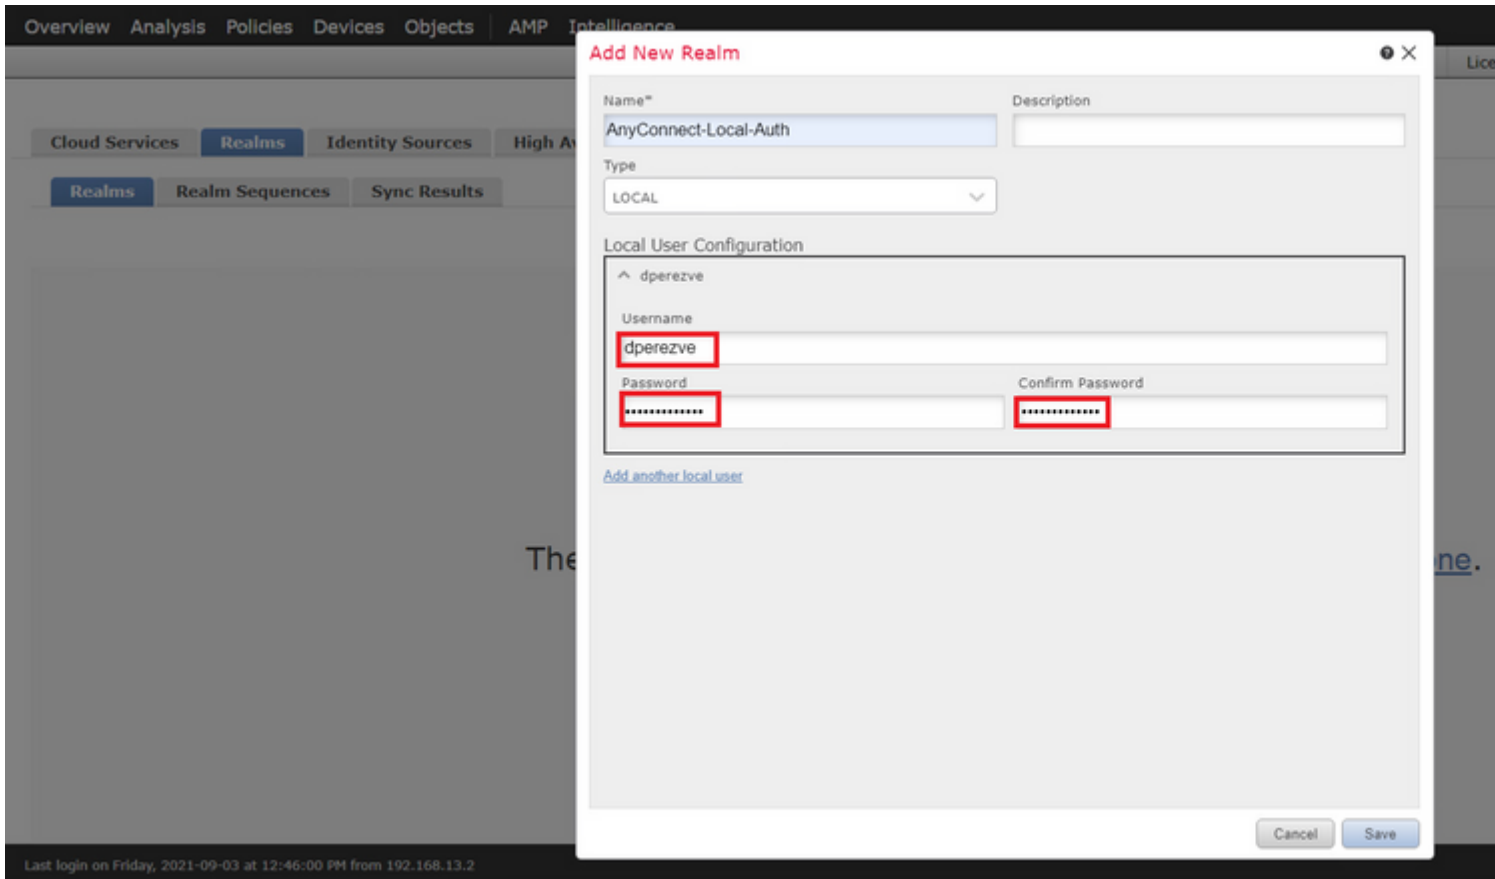 Overview Analysis Policies Devices Objects AMP Intelligence
Add New Realm
Lice
Name*
Description
AnyConnect-Local-Auth
Cloud Services Realms Identity Sources High Av
Type
Realms Realm Sequences Sync Results
LOCAL
Local User Configuration
dperezve
Username
dperezve
Password
Confirm Password
•••••••••••••
•••••••••••••
Add another local user
The
one.
Cancel
Save
Last login on Friday, 2021-09-03 at 12:46:00 PM from 192.168.13.2